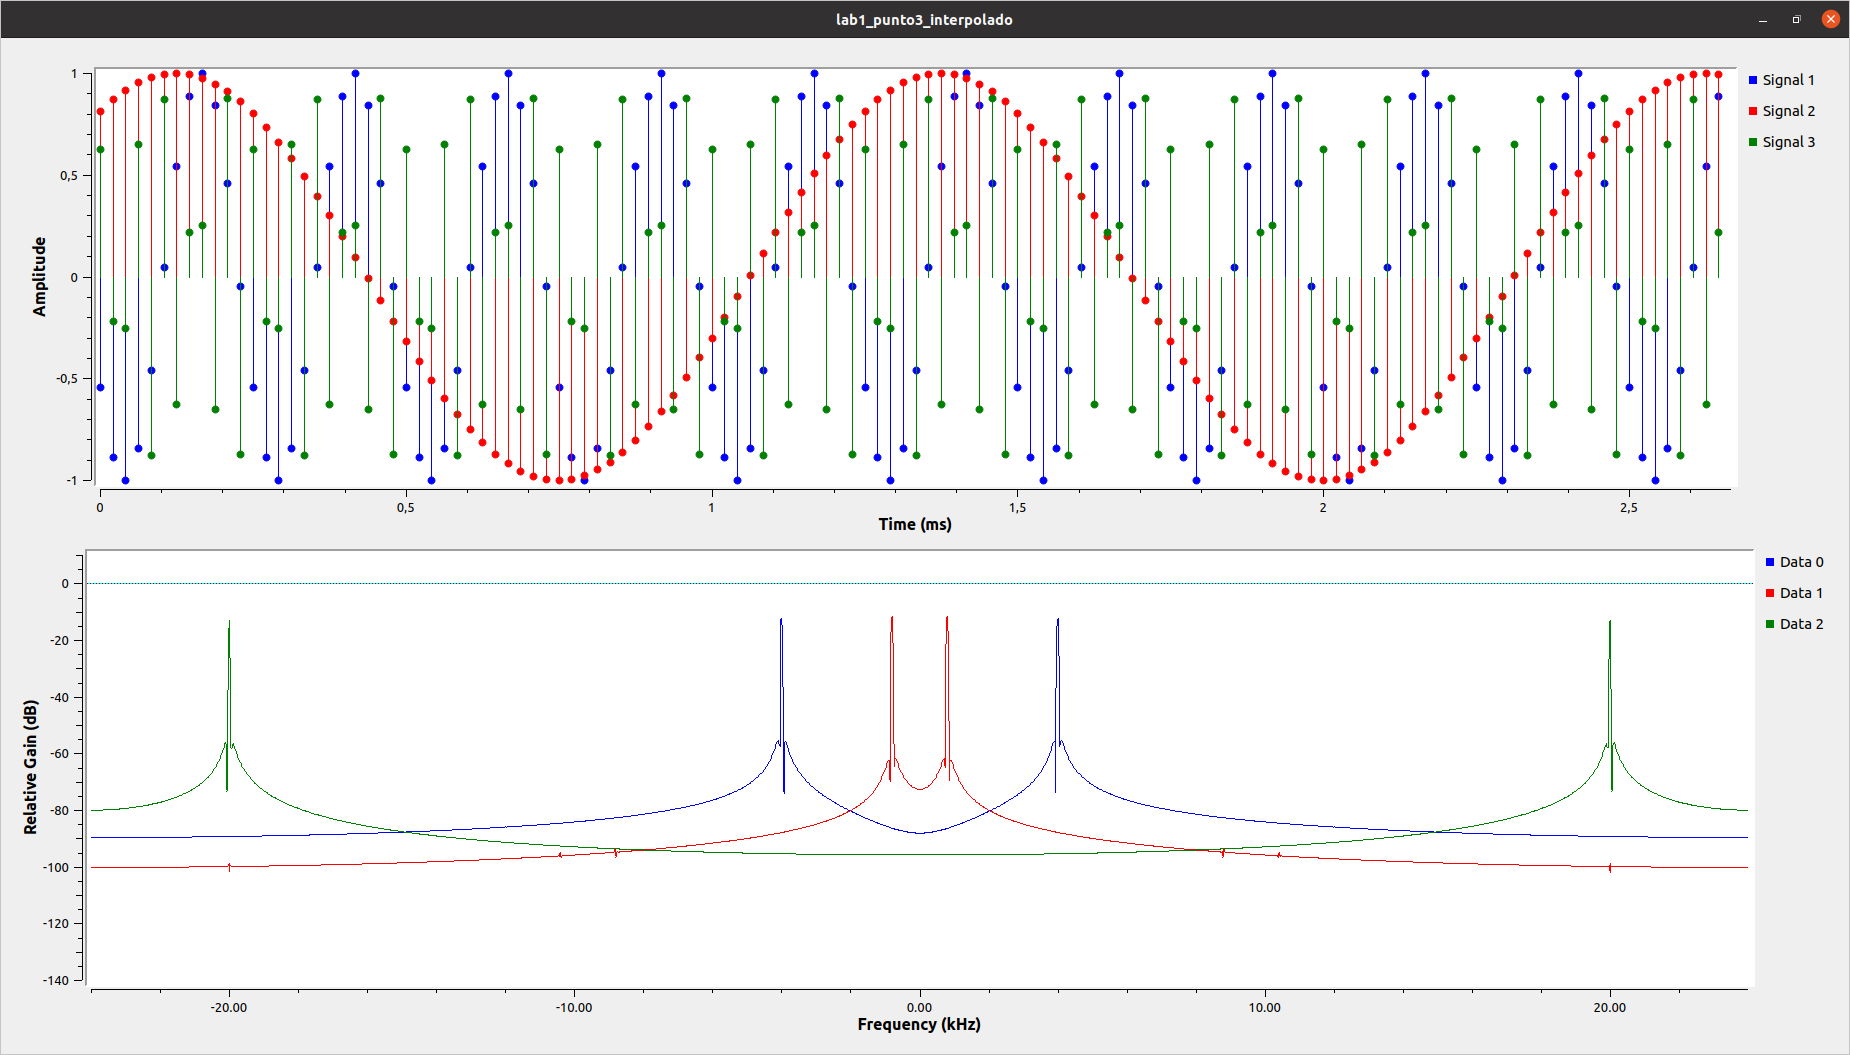 lab1_punto3_interpolado
1
0,5
0
-0,5
-1
Amplitude
0
0,5
1
1,5
2
2,5
Time (ms)
Signal 1
Signal 2
Signal 3
0
-20
-40
-60
-80
-100
-120
-140
Relative Gain (dB)
-20.00
-10.00
0.00
10.00
20.00
Frequency (kHz)
Data 0
Data 1
Data 2